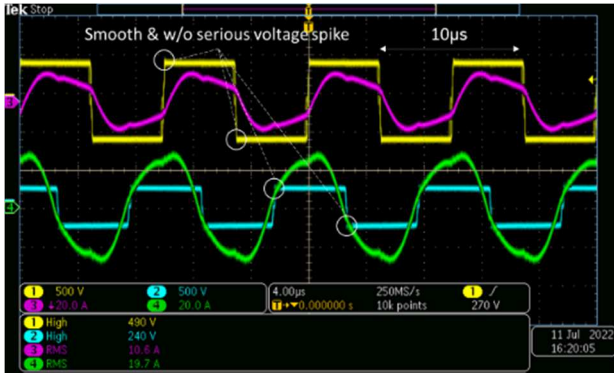 Tek Stop
T
Smooth & w/o serious voltage spike
10μs
3
4
1 500 V 2 500 V
3 20.0 A 4 20.0 A
4.00μs 250MS/s 1
T→▼0.000000 s 10k points 270 V
1 High 490 V
2 High 240 V
3 RMS 10.6 A
4 RMS 19.7 A
11 Jul 2022
16:20:05